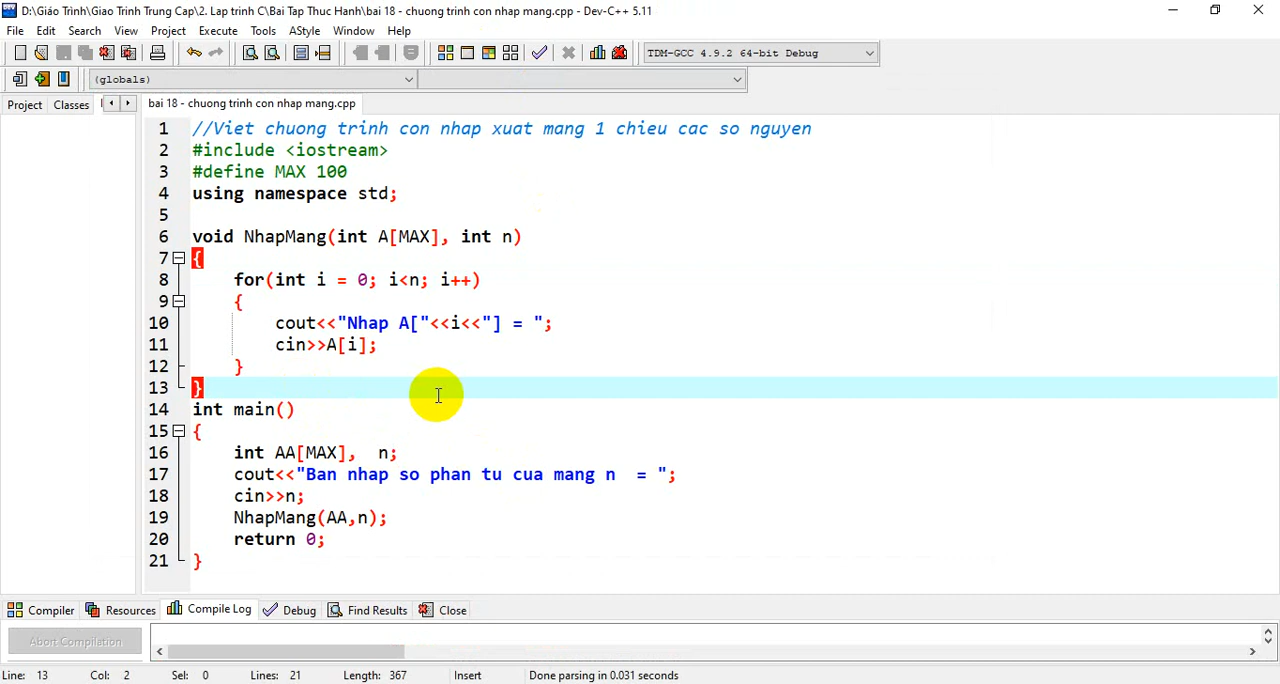 D:\Giáo Trình\Giao Trinh Trung Cap\2. Lap trinh C\Bai Tap Thuc Hanh\bai 18 - chuong trinh con nhap mang.cpp - Dev-C++ 5.11
File Edit Search View Project Execute Tools AStyle Window Help
TDM-GCC 4.9.2 64-bit Debug
(globals)
Project Classes
bai 18 - chuong trinh con nhap mang.cpp
1 //Viet chuong trinh con nhap xuat mang 1 chieu cac so nguyen
2 #include <iostream>
3 #define MAX 100
4 using namespace std;
5
6 void NhapMang(int A[MAX], int n)
7 {
8 for(int i = 0; i<n; i++)
9 {
10 cout<<"Nhap A["<<i<<"] = ";
11 cin>>A[i];
12 }
13 }
14 int main()
15 {
16 int AA[MAX],  n;
17 cout<<"Ban nhap so phan tu cua mang n  = ";
18 cin>>n;
19 NhapMang(AA,n);
20 return 0;
21 }
Compiler Resources Compile Log Debug Find Results Close
Abort Compilation
Line: 13 Col: 2 Sel: 0 Lines: 21 Length: 367 Insert Done parsing in 0.031 seconds